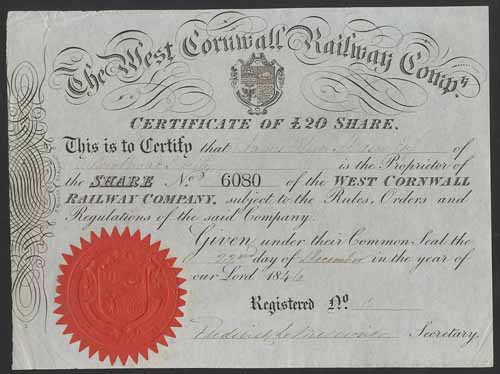 The West Cornwall Railway Compy.
CERTIFICATE OF £20 SHARE.
This is to Certify that James of
is the Proprietor of
the SHARE No. 6080 of the WEST CORNWALL
RAILWAY COMPANY, subject to the Rules, Orders and
Regulations of the said Company.
Given under their Common Seal the
22nd day of December in the year of
our Lord 1846
Registered No.
Frederick Secretary.